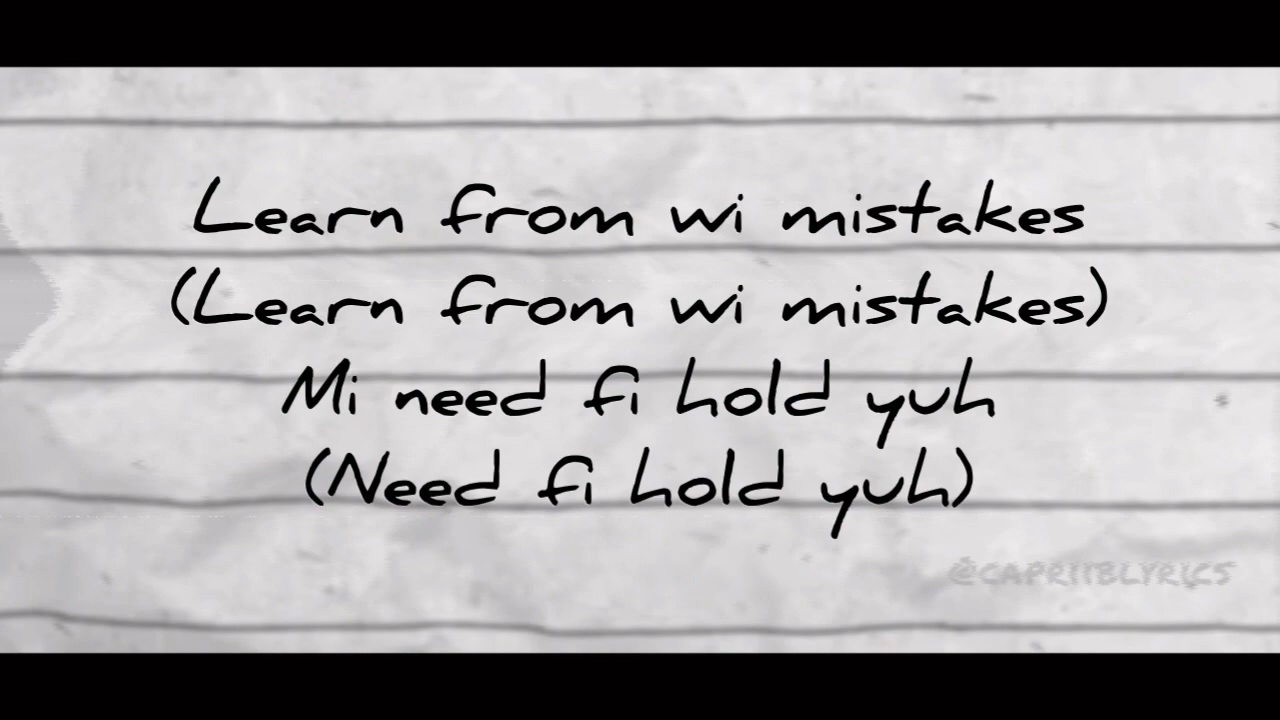 Learn from wi mistakes
(Learn from wi mistakes)
Mi need fi hold yuh
(Need fi hold yuh)
@CAPRIIBLYRICS